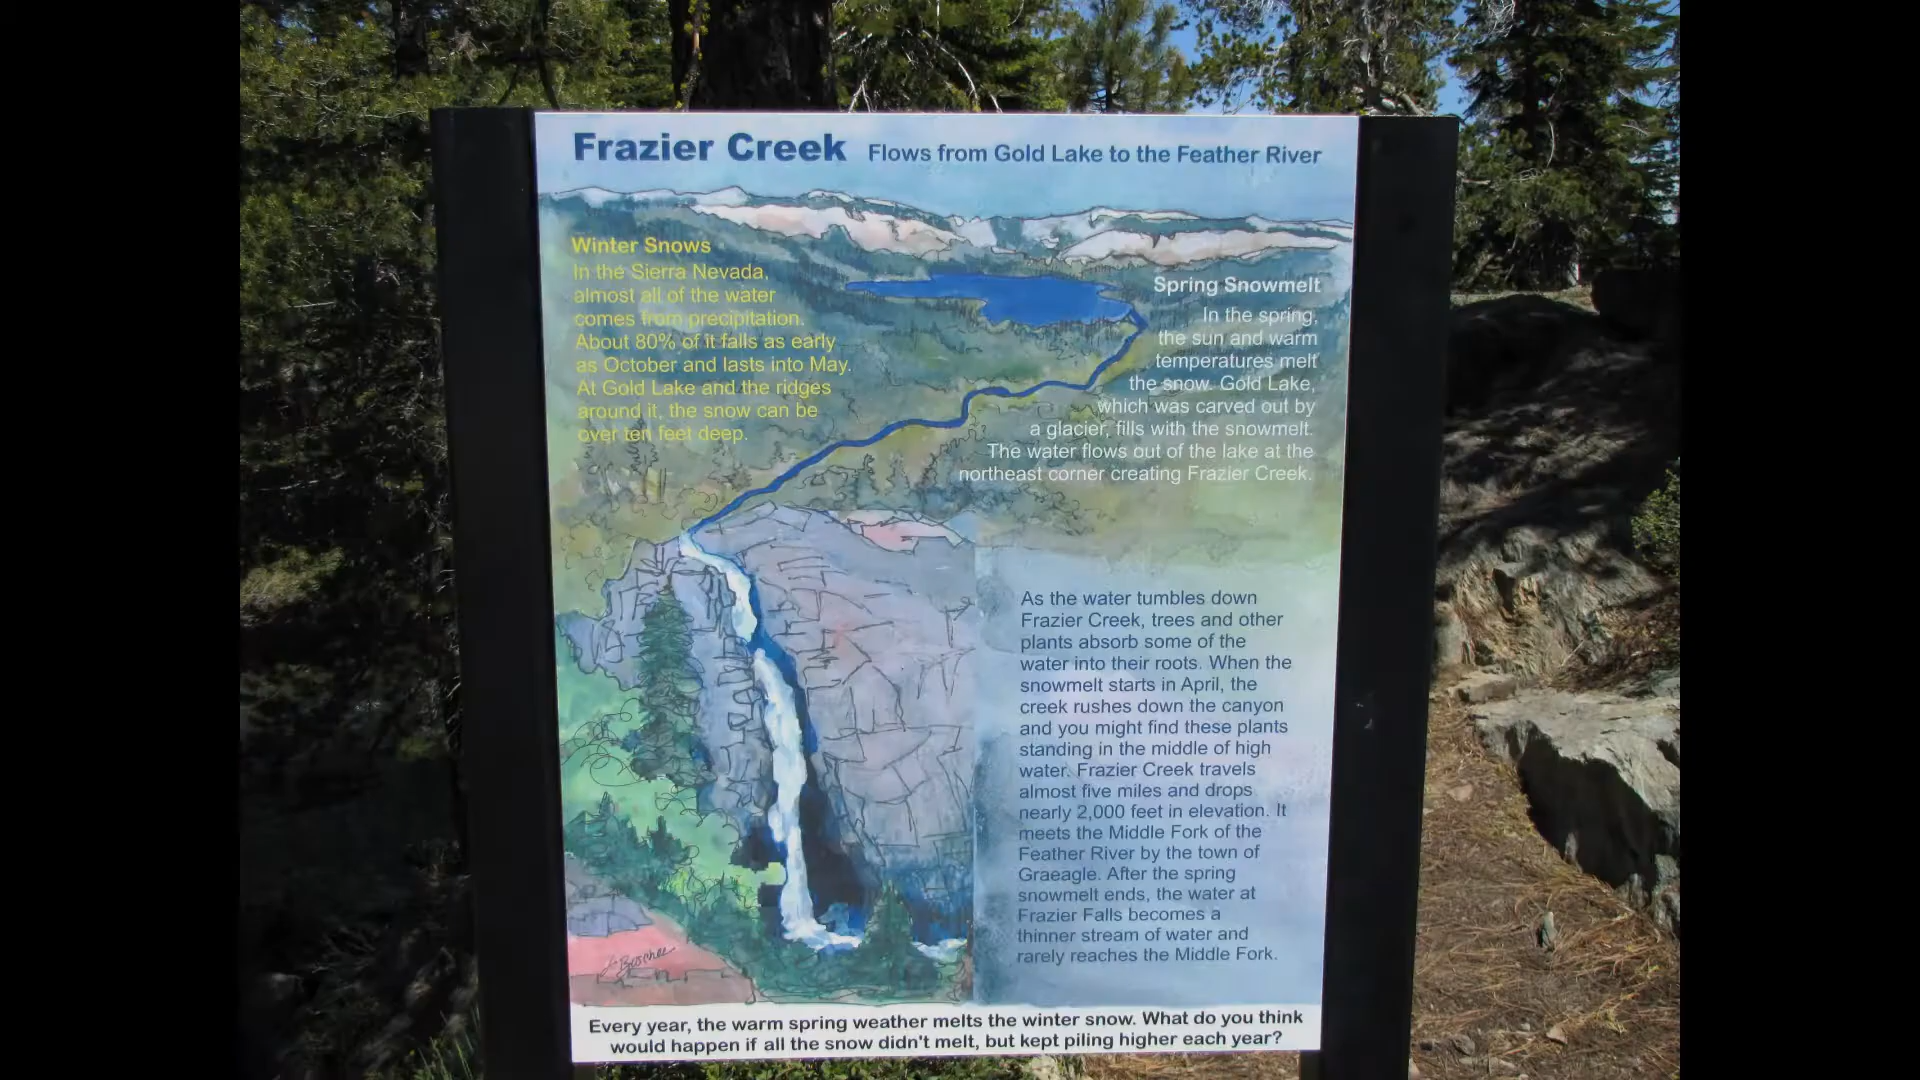 Frazier Creek Flows from Gold Lake to the Feather River
Winter Snows
In the Sierra Nevada,
almost all of the water
comes from precipitation.
About 80% of it falls as early
as October and lasts into May.
At Gold Lake and the ridges
around it, the snow can be
over ten feet deep.
Spring Snowmelt
In the spring,
the sun and warm
temperatures melt
the snow. Gold Lake,
which was carved out by
a glacier, fills with the snowmelt.
The water flows out of the lake at the
northeast corner creating Frazier Creek.
As the water tumbles down
Frazier Creek, trees and other
plants absorb some of the
water into their roots. When the
snowmelt starts in April, the
creek rushes down the canyon
and you might find these plants
standing in the middle of high
water. Frazier Creek travels
almost five miles and drops
nearly 2,000 feet in elevation. It
meets the Middle Fork of the
Feather River by the town of
Graeagle. After the spring
snowmelt ends, the water at
Frazier Falls becomes a
thinner stream of water and
rarely reaches the Middle Fork.
Every year, the warm spring weather melts the winter snow. What do you think
would happen if all the snow didn't melt, but kept piling higher each year?